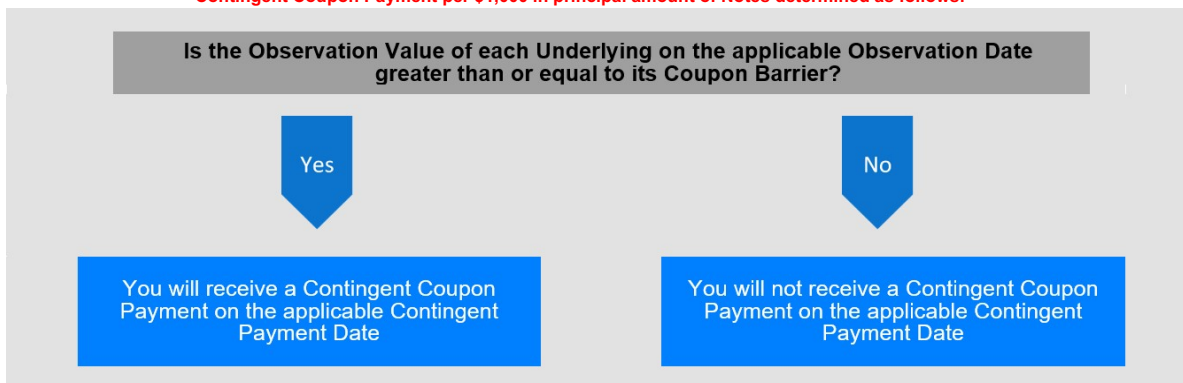 Contingent Coupon Payment per $1,000 in principal amount of Notes determined as follows:
Is the Observation Value of each Underlying on the applicable Observation Date
greater than or equal to its Coupon Barrier?
Yes
No
You will receive a Contingent Coupon
Payment on the applicable Contingent
Payment Date
You will not receive a Contingent Coupon
Payment on the applicable Contingent
Payment Date